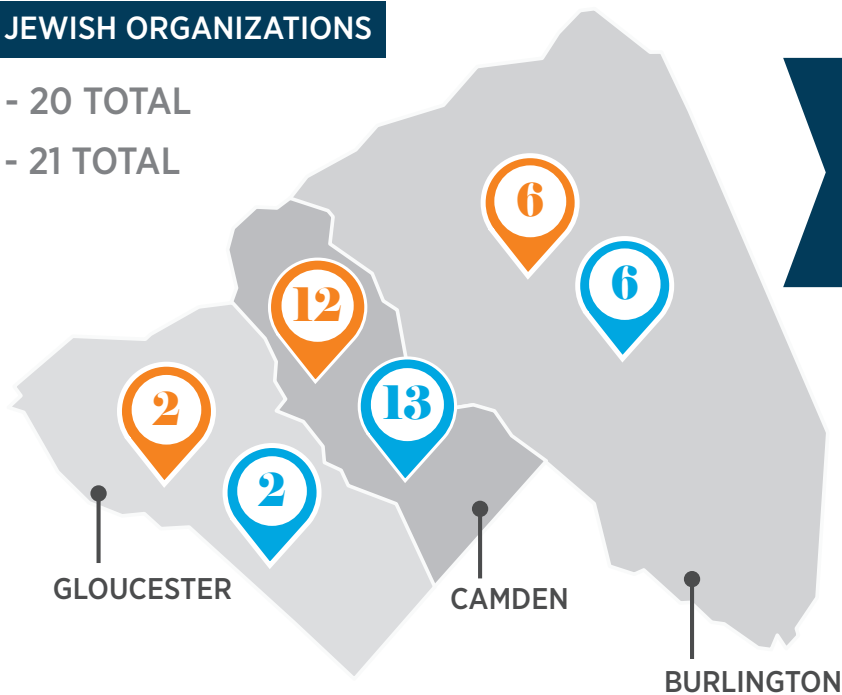 JEWISH ORGANIZATIONS
- 20 TOTAL
- 21 TOTAL
6
6
12
13
2
2
GLOUCESTER
CAMDEN
BURLINGTON